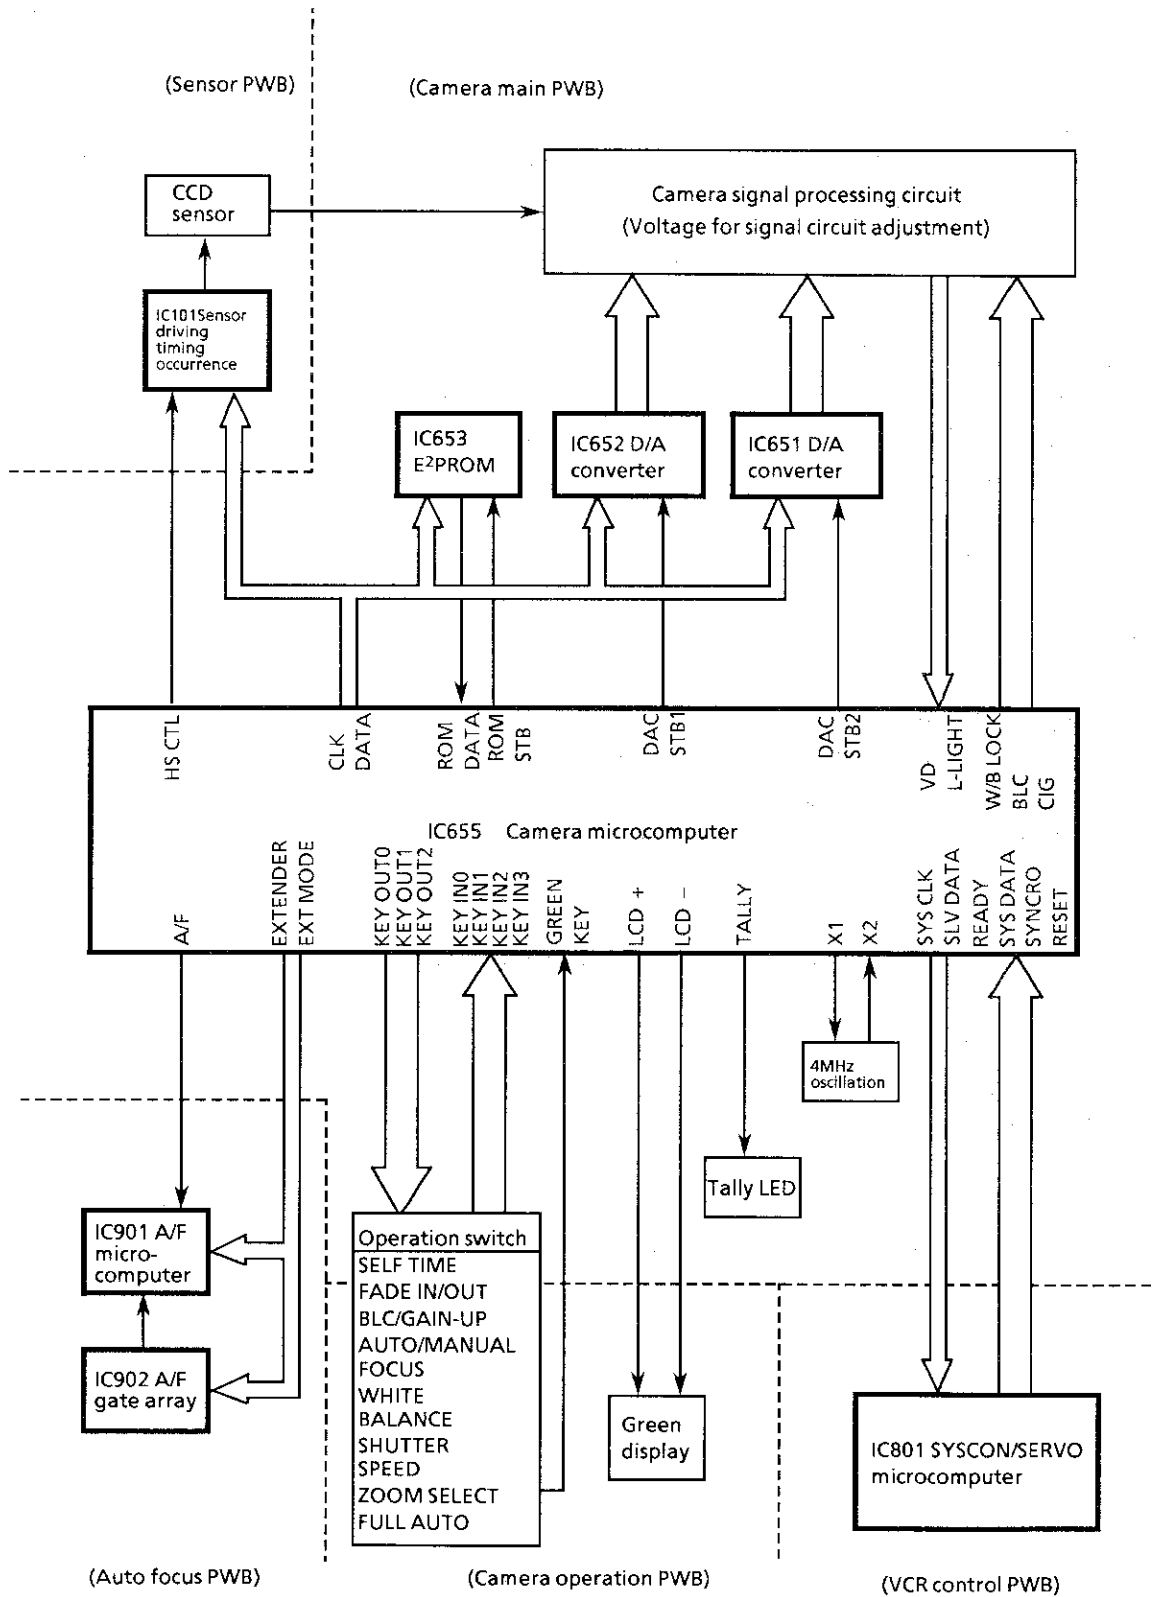 (Sensor PWB)
(Camera main PWB)
CCD
sensor
Camera signal processing circuit
(Voltage for signal circuit adjustment)
IC101Sensor
driving
timing
occurrence
IC653
E²PROM
IC652 D/A
converter
IC651 D/A
converter
HS CTL
CLK
DATA
ROM
DATA
ROM
STB
DAC
STB1
DAC
STB2
VD
L-LIGHT
W/B LOCK
BLC
CIG
IC655 Camera microcomputer
A/F
EXTENDER
EXT MODE
KEY OUT0
KEY OUT1
KEY OUT2
KEY IN0
KEY IN1
KEY IN2
KEY IN3
GREEN
KEY
LCD +
LCD −
TALLY
X1
X2
SYS CLK
SLV DATA
READY
SYS DATA
SYNCRO
RESET
4MHz
oscillation
Tally LED
IC901 A/F
micro-
computer
IC902 A/F
gate array
Operation switch
SELF TIME
FADE IN/OUT
BLC/GAIN-UP
AUTO/MANUAL
FOCUS
WHITE
BALANCE
SHUTTER
SPEED
ZOOM SELECT
FULL AUTO
Green
display
IC801 SYSCON/SERVO
microcomputer
(Auto focus PWB)
(Camera operation PWB)
(VCR control PWB)